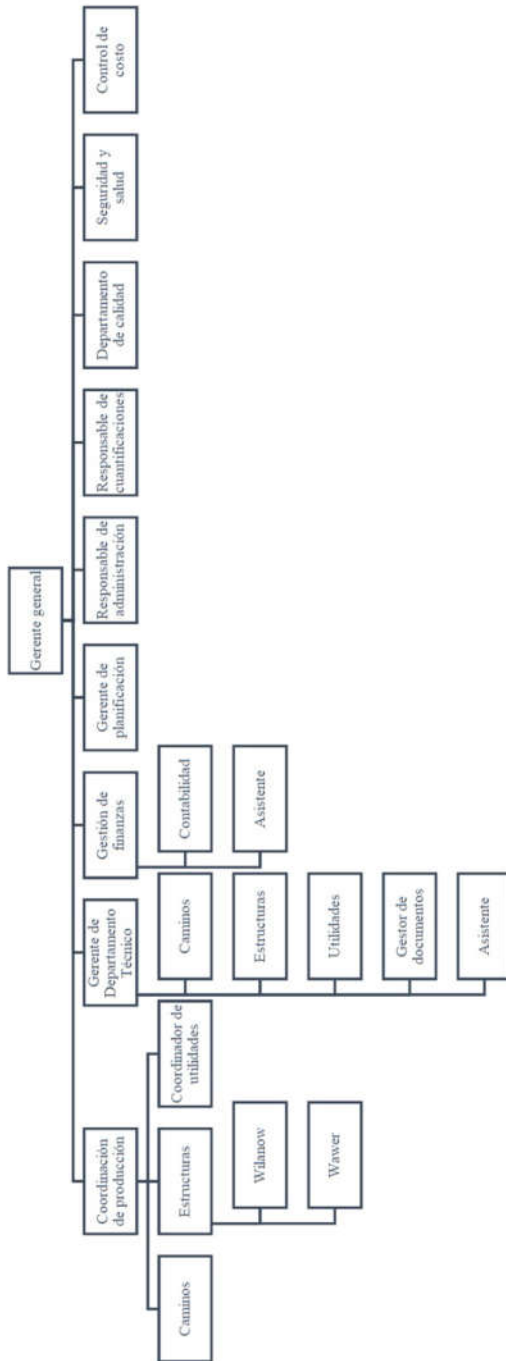 Gerente general
Coordinación
de producción
Gerente de
Departamento
Técnico
Gestión de
finanzas
Gerente de
planificación
Responsable de
administración
Responsable de
cuantificaciones
Departamento
de calidad
Seguridad y
salud
Control de
costo
Caminos
Estructuras
Coordinador de
utilidades
Wilanow
Wawer
Caminos
Estructuras
Utilidades
Gestor de
documentos
Asistente
Contabilidad
Asistente